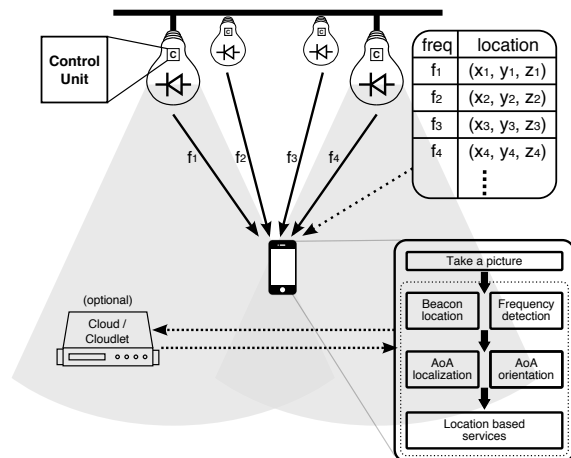 Control
Unit
C
C
C
C
freq location
f1 (x1, y1, z1)
f2 (x2, y2, z2)
f3 (x3, y3, z3)
f4 (x4, y4, z4)
f1
f2
f3
f4
(optional)
Cloud /
Cloudlet
Take a picture
Beacon
location
Frequency
detection
AoA
localization
AoA
orientation
Location based
services